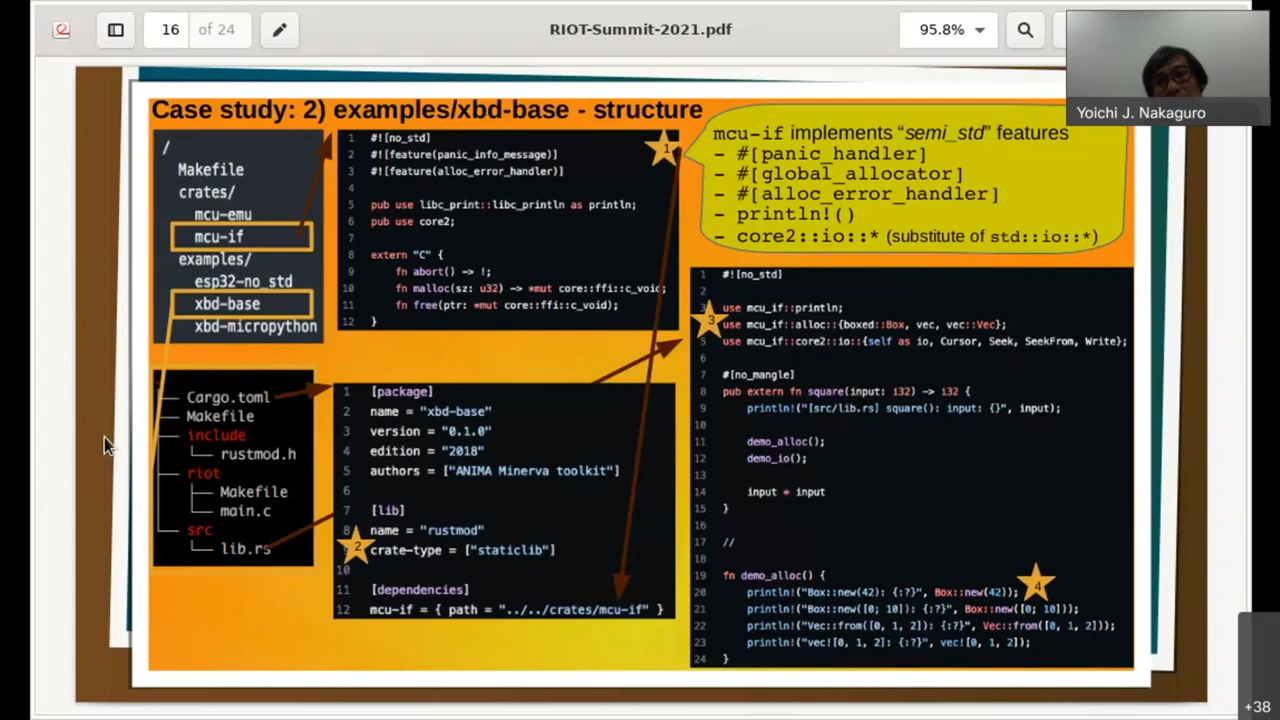 16 of 24
RIOT-Summit-2021.pdf
95.8%
Yoichi J. Nakaguro
Case study: 2) examples/xbd-base - structure
/
Makefile
crates/
mcu-emu
mcu-if
examples/
esp32-no_std
xbd-base
xbd-micropython
1 #![no_std]
2 #![feature(panic_info_message)]
3 #![feature(alloc_error_handler)]
4
5 pub use libc_print::libc_println as println;
6 pub use core2;
7
8 extern "C" {
9 fn abort() -> !;
10 fn malloc(sz: u32) -> *mut core::ffi::c_void;
11 fn free(ptr: *mut core::ffi::c_void);
12 }
1
mcu-if implements “semi_std” features
- #[panic_handler]
- #[global_allocator]
- #[alloc_error_handler]
- println!()
- core2::io::* (substitute of std::io::*)
Cargo.toml
Makefile
include
rustmod.h
riot
Makefile
main.c
src
lib.rs
1 [package]
2 name = "xbd-base"
3 version = "0.1.0"
4 edition = "2018"
5 authors = ["ANIMA Minerva toolkit"]
6
7 [lib]
8 name = "rustmod"
9 crate-type = ["staticlib"]
10
11 [dependencies]
12 mcu-if = { path = "../../crates/mcu-if" }
2
1 #![no_std]
2
3 use mcu_if::println;
use mcu_if::alloc::{boxed::Box, vec, vec::Vec};
5 use mcu_if::core2::io::{self as io, Cursor, Seek, SeekFrom, Write};
6
7 #[no_mangle]
8 pub extern fn square(input: i32) -> i32 {
9 println!("[src/lib.rs] square(): input: {}", input);
10
11 demo_alloc();
12 demo_io();
13
14 input * input
15 }
16
17 //
18
19 fn demo_alloc() {
20 println!("Box::new(42): {:?}", Box::new(42));
21 println!("Box::new([0; 10]): {:?}", Box::new([0; 10]));
22 println!("Vec::from([0, 1, 2]): {:?}", Vec::from([0, 1, 2]));
23 println!("vec![0, 1, 2]: {:?}", vec![0, 1, 2]);
24 }
3
4
+38